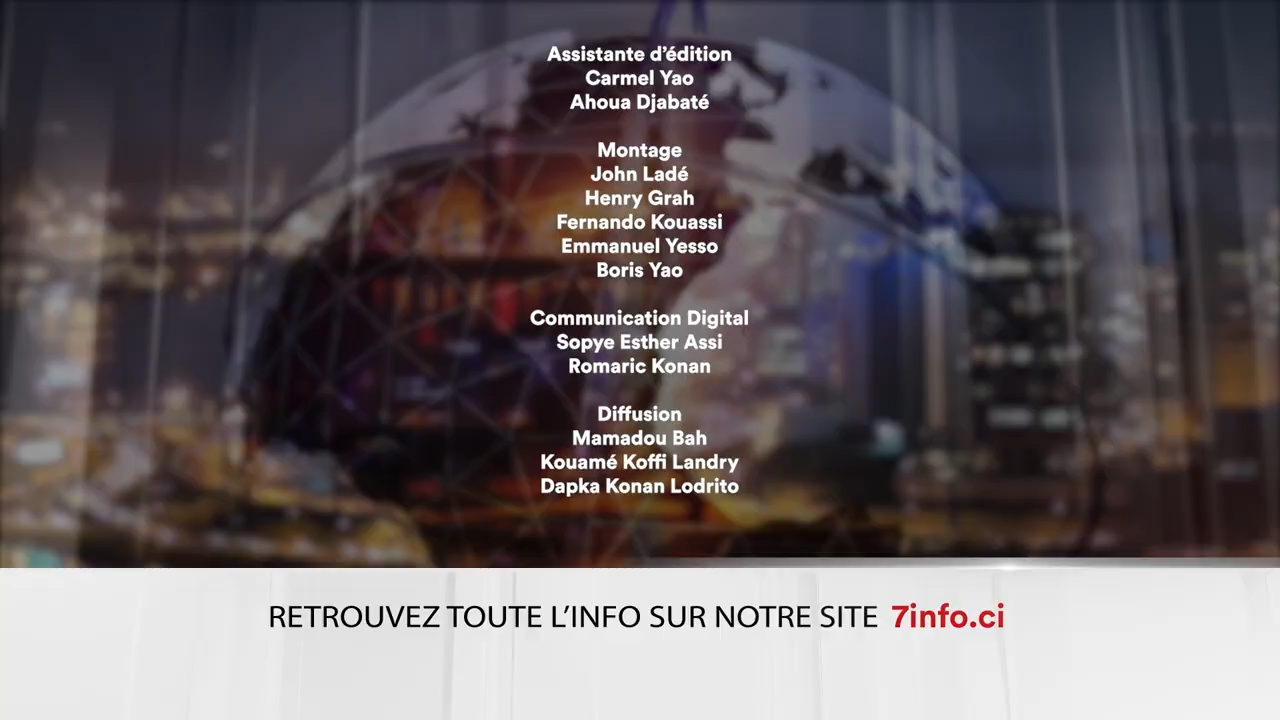 Assistante d’édition
Carmel Yao
Ahoua Djabaté
Montage
John Ladé
Henry Grah
Fernando Kouassi
Emmanuel Yesso
Boris Yao
Communication Digital
Sopye Esther Assi
Romaric Konan
Diffusion
Mamadou Bah
Kouamé Koffi Landry
Dapka Konan Lodrito
RETROUVEZ TOUTE L’INFO SUR NOTRE SITE 7info.ci